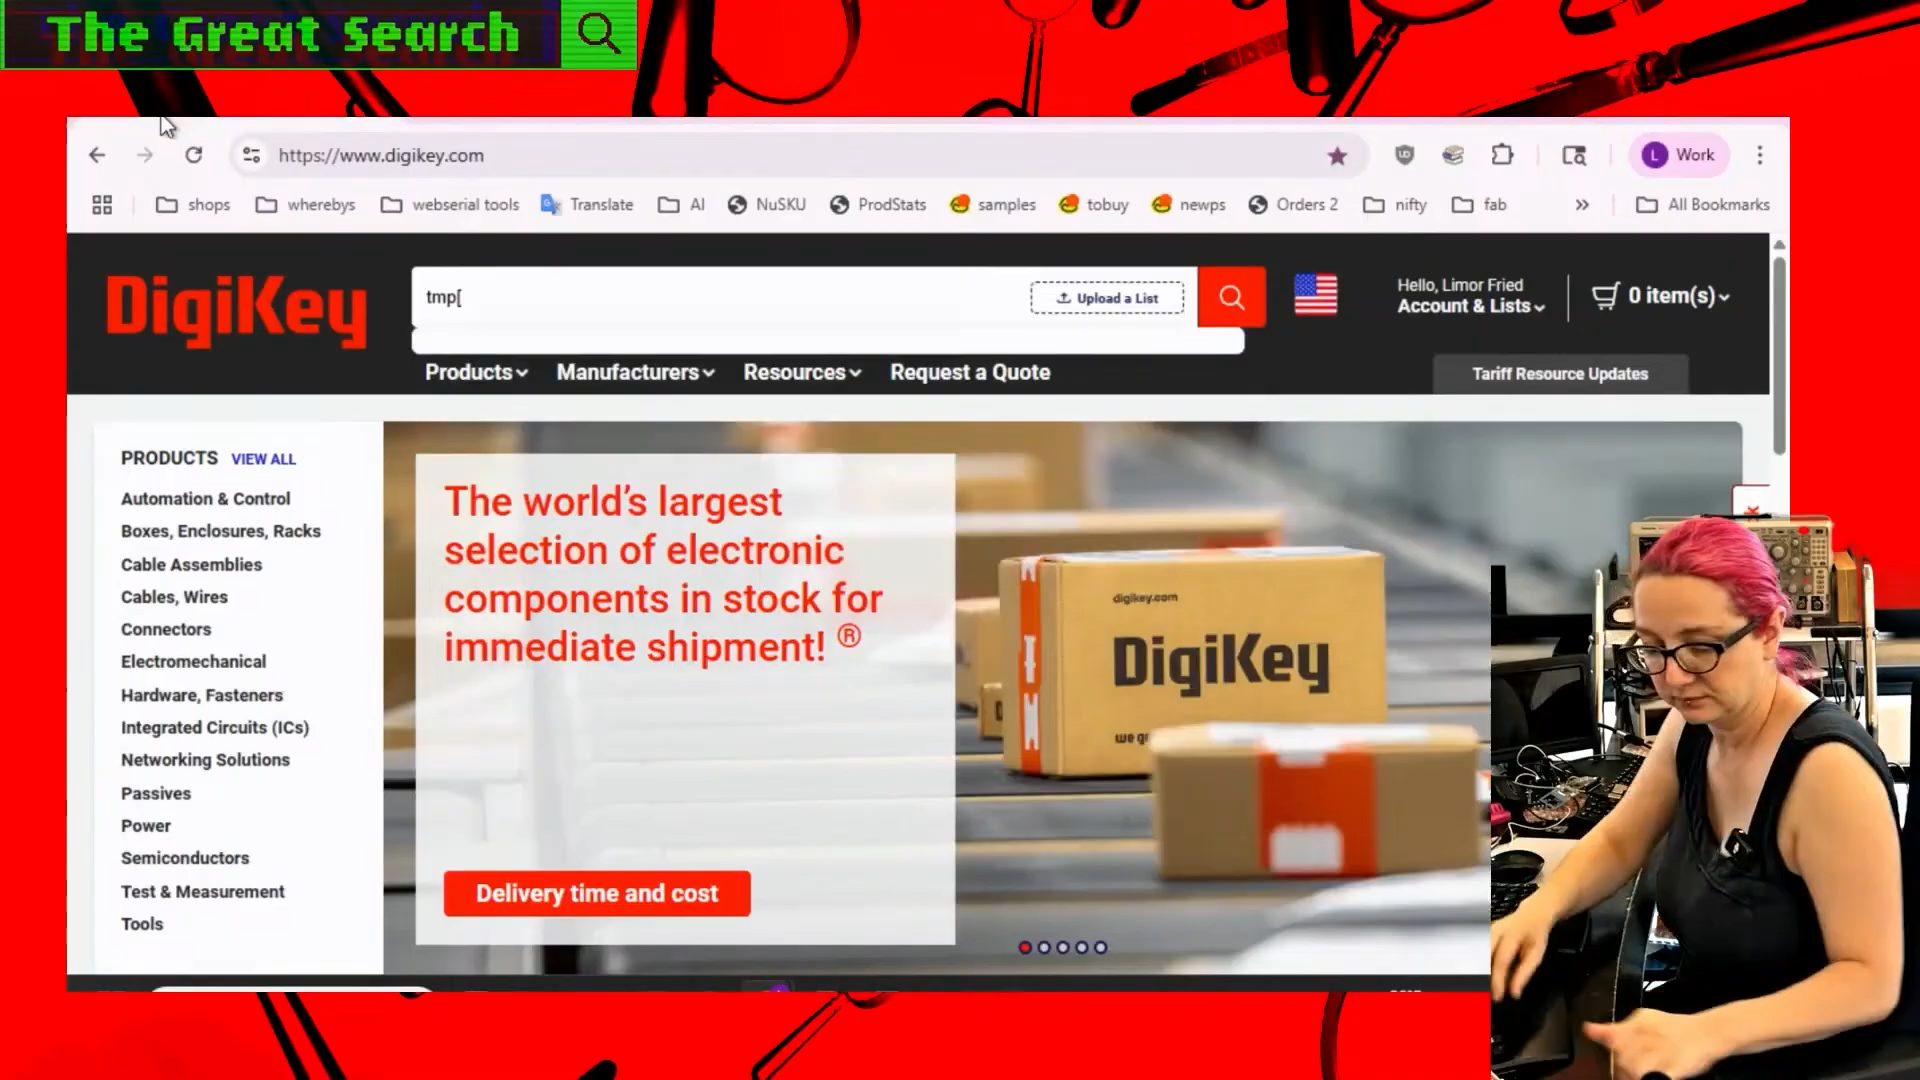 The Great Search
https://www.digikey.com
Work
shops
whereby​s
webserial tools
Translate
AI
NuSKU
ProdStats
samples
tobuy
newps
Orders 2
nifty
fab
All Bookmarks
DigiKey
tmp[
Upload a List
Hello, Limor Fried
Account & Lists
0 item(s)
Products
Manufacturers
Resources
Request a Quote
Tariff Resource Updates
PRODUCTS VIEW ALL
Automation & Control
Boxes, Enclosures, Racks
Cable Assemblies
Cables, Wires
Connectors
Electromechanical
Hardware, Fasteners
Integrated Circuits (ICs)
Networking Solutions
Passives
Power
Semiconductors
Test & Measurement
Tools
The world's largest
selection of electronic
components in stock for
immediate shipment! ®
Delivery time and cost
digikey.com
DigiKey